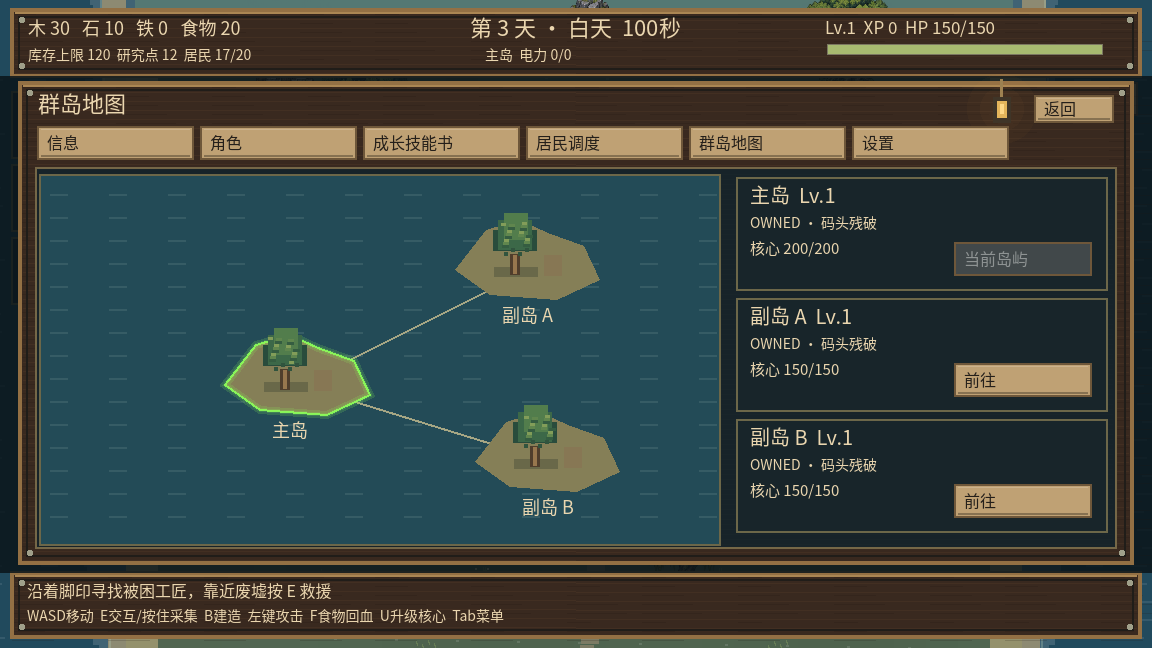 木 30 石 10 铁 0 食物 20
第 3 天 · 白天 100秒
Lv.1 XP 0 HP 150/150
库存上限 120 研究点 12 居民 17/20
主岛 电力 0/0
群岛地图
返回
信息
角色
成长技能书
居民调度
群岛地图
设置
副岛 A
主岛
副岛 B
主岛 Lv.1
OWNED · 码头残破
核心 200/200
当前岛屿
副岛 A Lv.1
OWNED · 码头残破
核心 150/150
前往
副岛 B Lv.1
OWNED · 码头残破
核心 150/150
前往
沿着脚印寻找被困工匠，靠近废墟按 E 救援
WASD移动 E交互/按住采集 B建造 左键攻击 F食物回血 U升级核心 Tab菜单